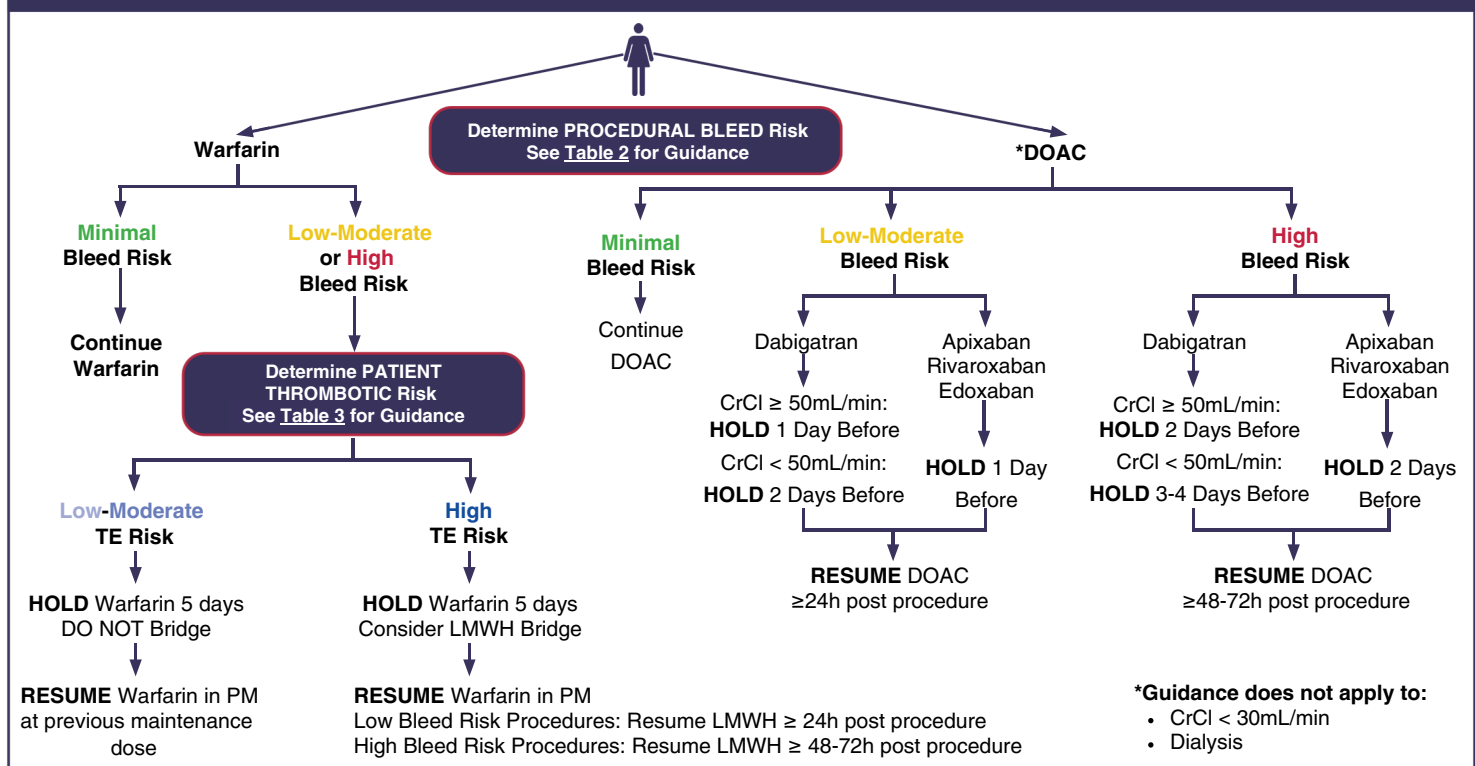 Determine PROCEDURAL BLEED Risk
See Table 2 for Guidance
Warfarin
Minimal
Bleed Risk
Continue
Warfarin
Low-Moderate
or High
Bleed Risk
Determine PATIENT
THROMBOTIC Risk
See Table 3 for Guidance
Low-Moderate
TE Risk
HOLD Warfarin 5 days
DO NOT Bridge
RESUME Warfarin in PM
at previous maintenance
dose
High
TE Risk
HOLD Warfarin 5 days
Consider LMWH Bridge
RESUME Warfarin in PM
Low Bleed Risk Procedures: Resume LMWH ≥ 24h post procedure
High Bleed Risk Procedures: Resume LMWH ≥ 48-72h post procedure
*DOAC
Minimal
Bleed Risk
Continue
DOAC
Low-Moderate
Bleed Risk
Dabigatran
CrCl ≥ 50mL/min:
HOLD 1 Day Before
CrCl < 50mL/min:
HOLD 2 Days Before
Apixaban
Rivaroxaban
Edoxaban
HOLD 1 Day
Before
RESUME DOAC
≥24h post procedure
High
Bleed Risk
Dabigatran
CrCl ≥ 50mL/min:
HOLD 2 Days Before
CrCl < 50mL/min:
HOLD 3-4 Days Before
Apixaban
Rivaroxaban
Edoxaban
HOLD 2 Days
Before
RESUME DOAC
≥48-72h post procedure
*Guidance does not apply to:
• CrCl < 30mL/min
• Dialysis